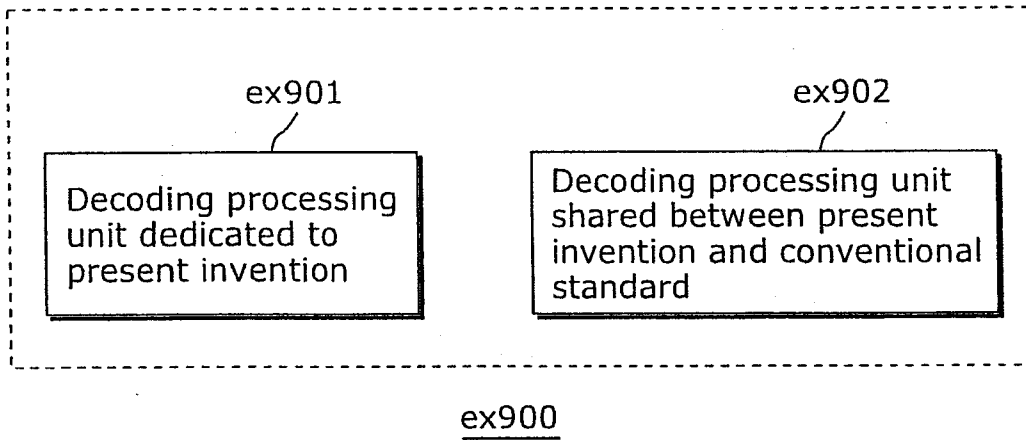 ex901
ex902
Decoding processing
unit dedicated to
present invention
Decoding processing unit
shared between present
invention and conventional
standard
ex900